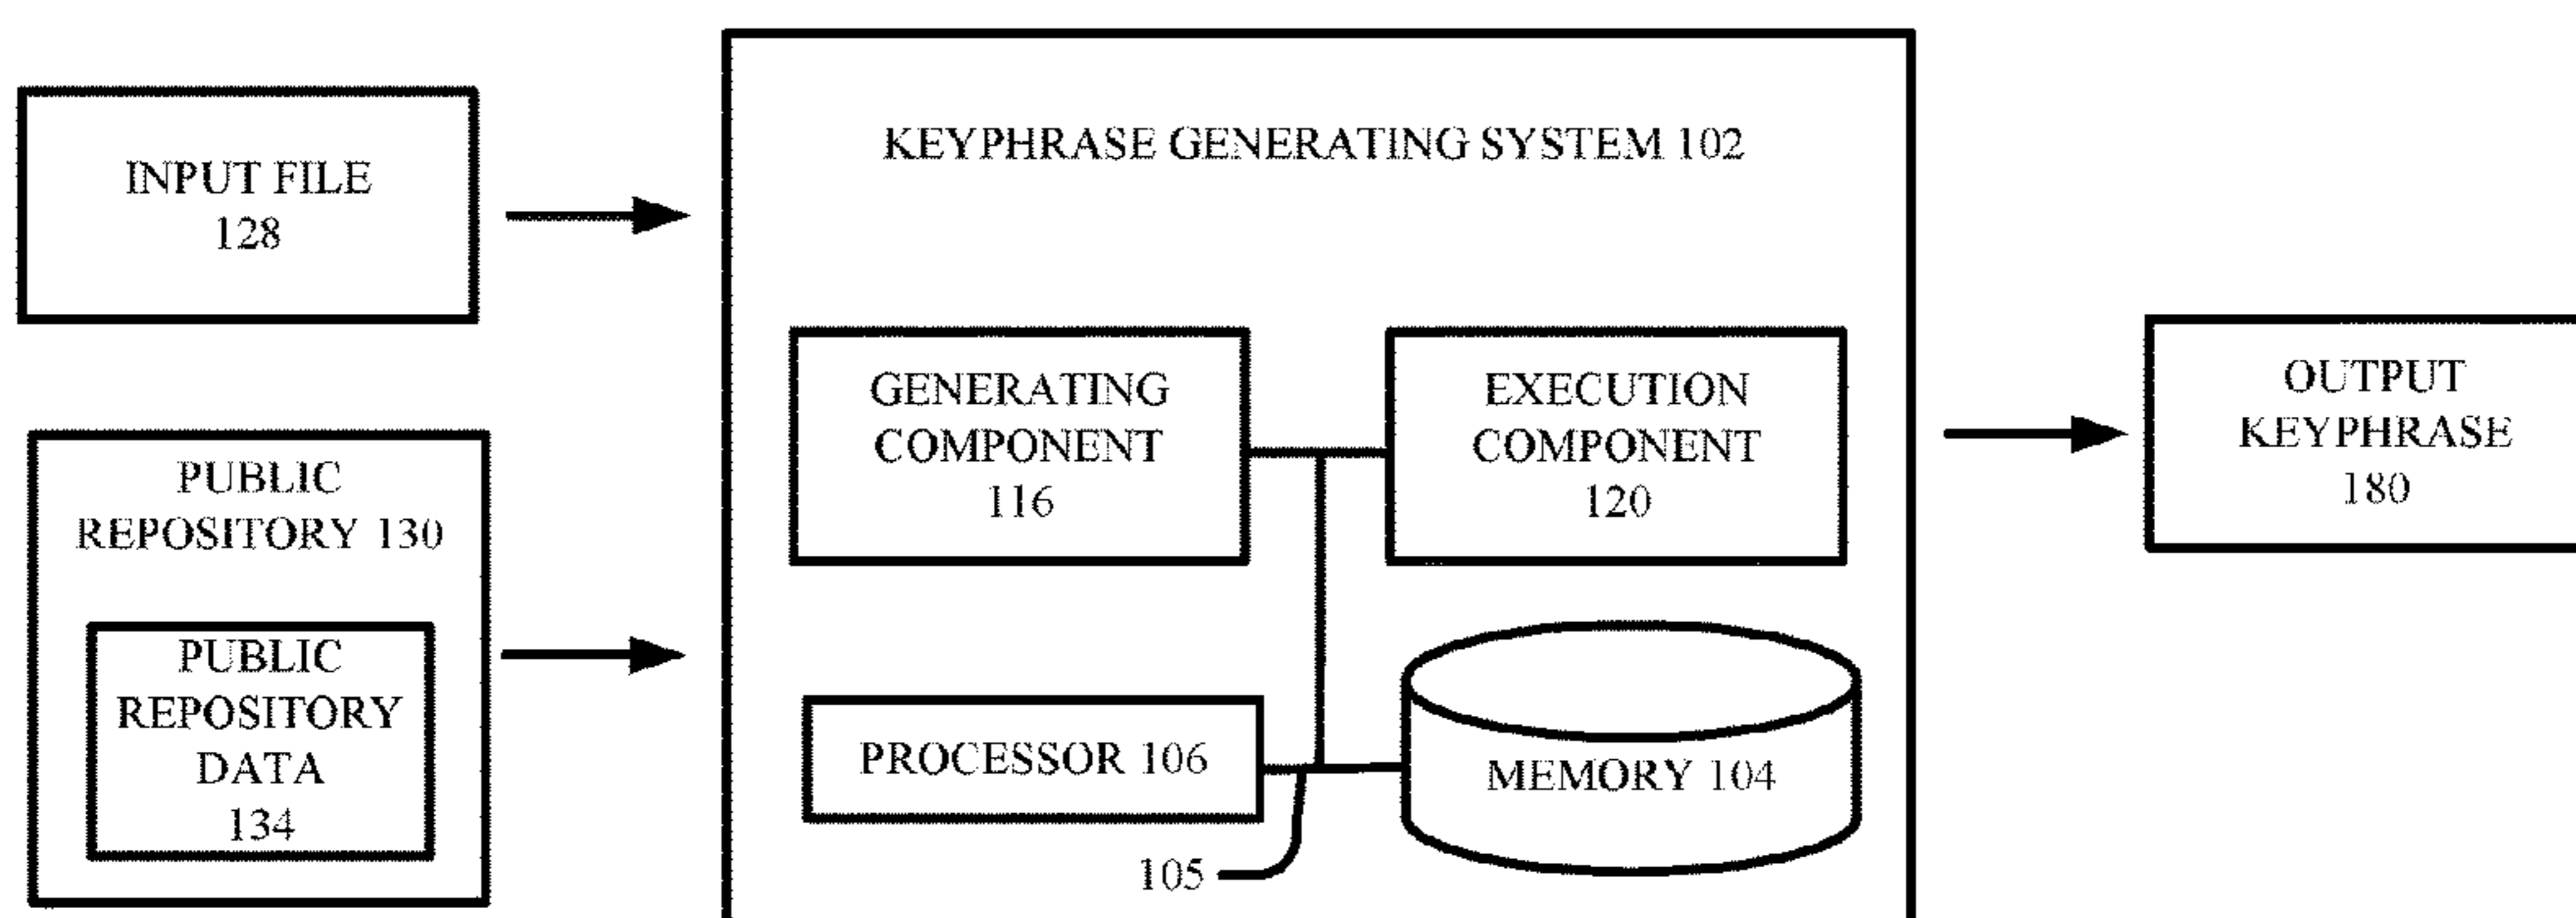 INPUT FILE
128
PUBLIC
REPOSITORY 130
PUBLIC
REPOSITORY
DATA
134
KEYPHRASE GENERATING SYSTEM 102
GENERATING
COMPONENT
116
EXECUTION
COMPONENT
120
PROCESSOR 106
MEMORY 104
105
OUTPUT
KEYPHRASE
180